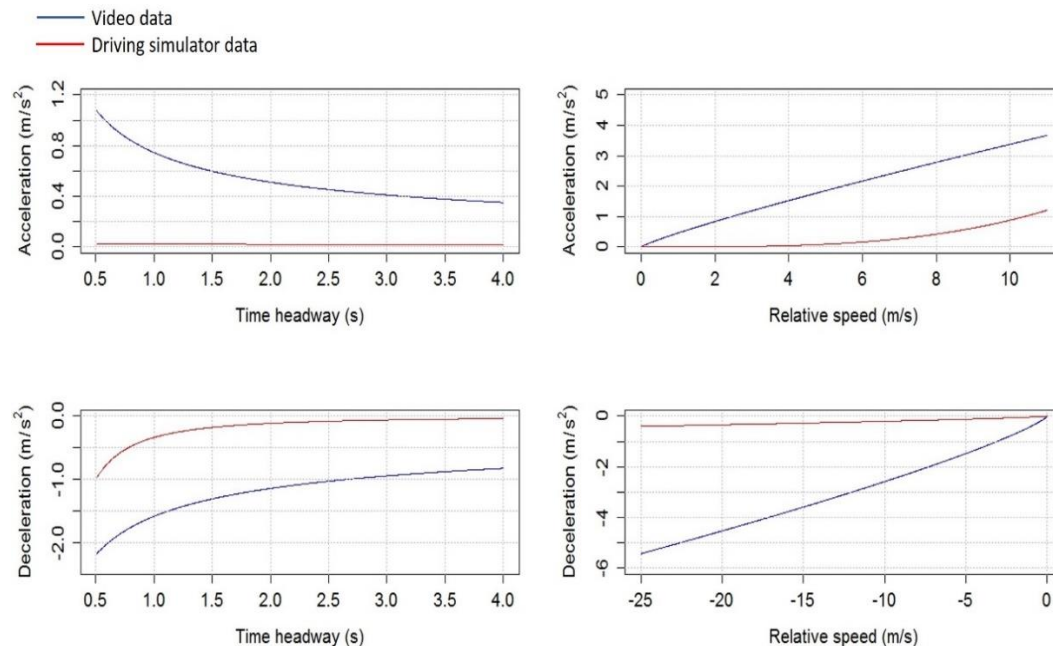 Video data
Driving simulator data
Acceleration (m/s²)
1.2
0.8
0.4
0.0
0.5 1.0 1.5 2.0 2.5 3.0 3.5 4.0
Time headway (s)
Acceleration (m/s²)
5
4
3
2
1
0
0 2 4 6 8 10
Relative speed (m/s)
Deceleration (m/s²)
0.0
-1.0
-2.0
0.5 1.0 1.5 2.0 2.5 3.0 3.5 4.0
Time headway (s)
Deceleration (m/s²)
0
-2
-4
-6
-25 -20 -15 -10 -5 0
Relative speed (m/s)